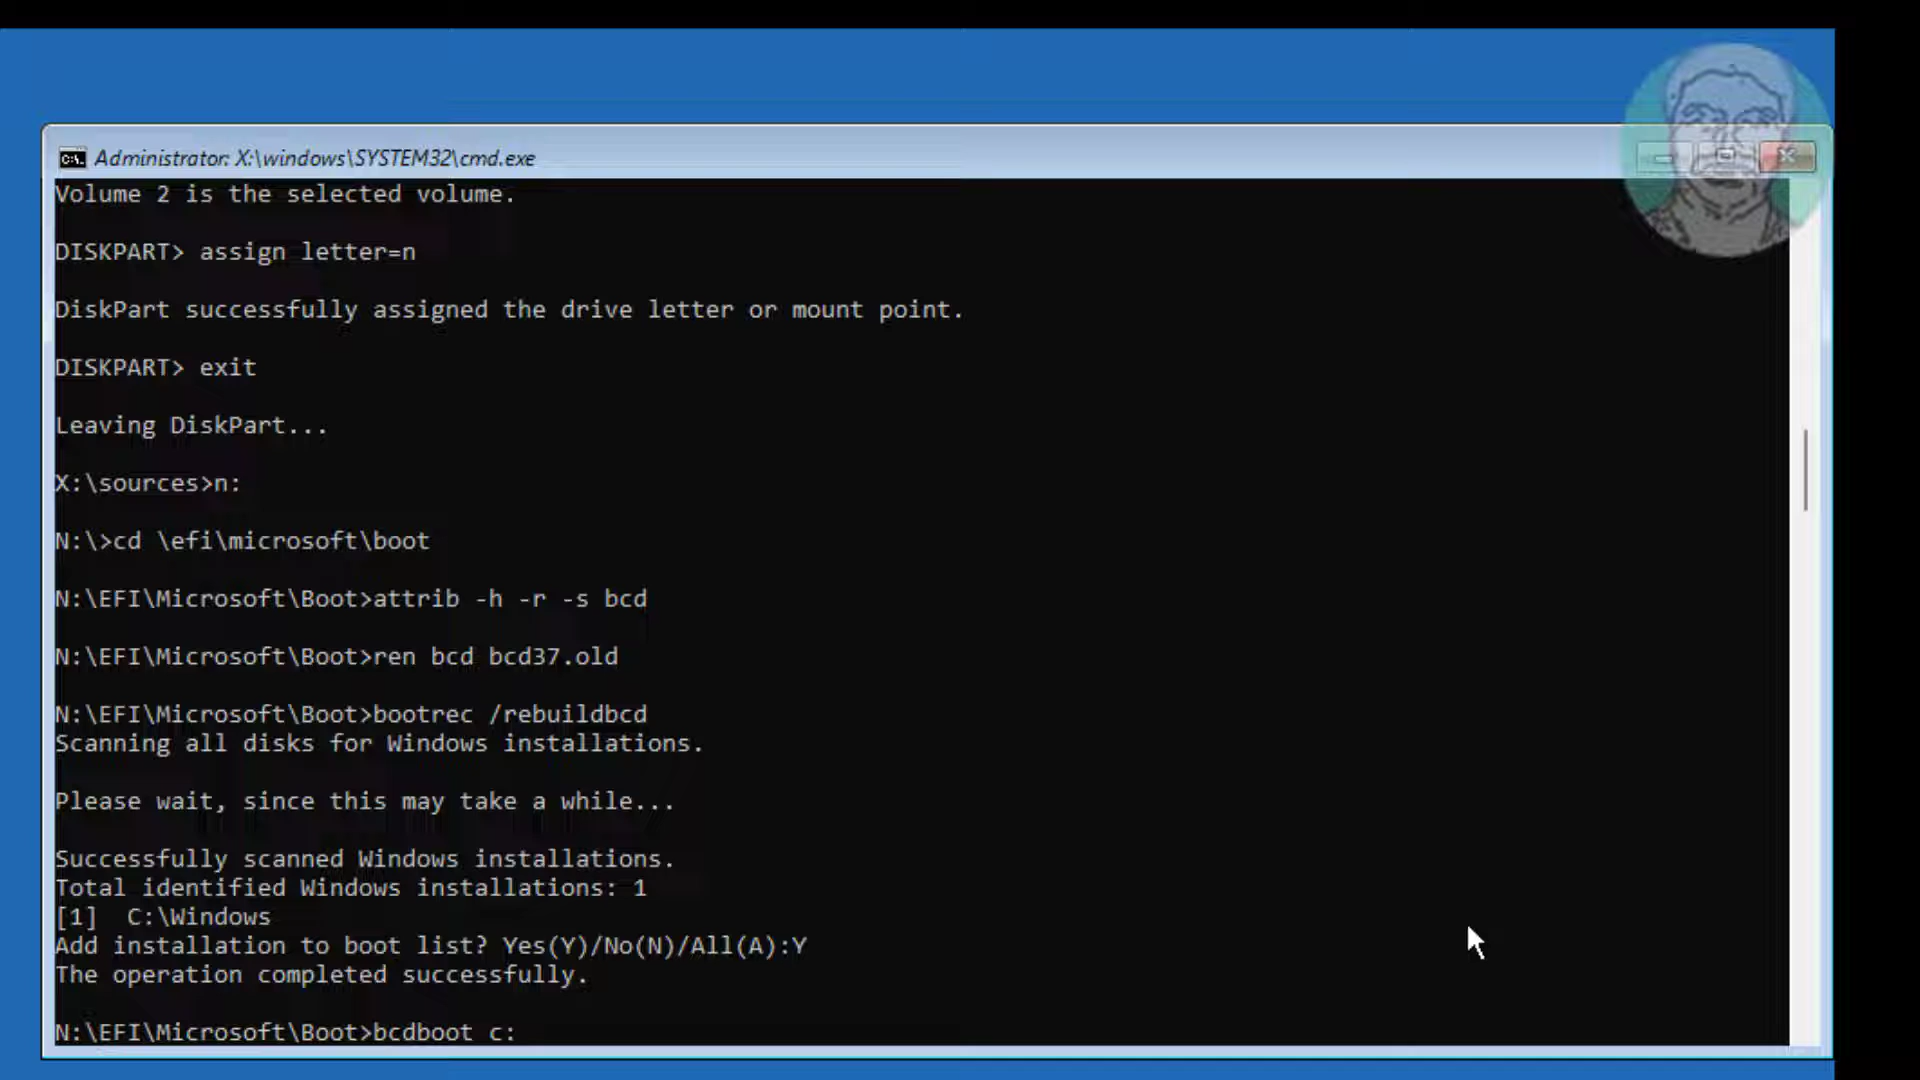 Administrator: X:\windows\SYSTEM32\cmd.exe
Volume 2 is the selected volume.
DISKPART> assign letter=n
DiskPart successfully assigned the drive letter or mount point.
DISKPART> exit
Leaving DiskPart...
X:\sources>n:
N:\>cd \efi\microsoft\boot
N:\EFI\Microsoft\Boot>attrib -h -r -s bcd
N:\EFI\Microsoft\Boot>ren bcd bcd37.old
N:\EFI\Microsoft\Boot>bootrec /rebuildbcd
Scanning all disks for Windows installations.
Please wait, since this may take a while...
Successfully scanned Windows installations.
Total identified Windows installations: 1
[1]  C:\Windows
Add installation to boot list? Yes(Y)/No(N)/All(A):Y
The operation completed successfully.
N:\EFI\Microsoft\Boot>bcdboot c: